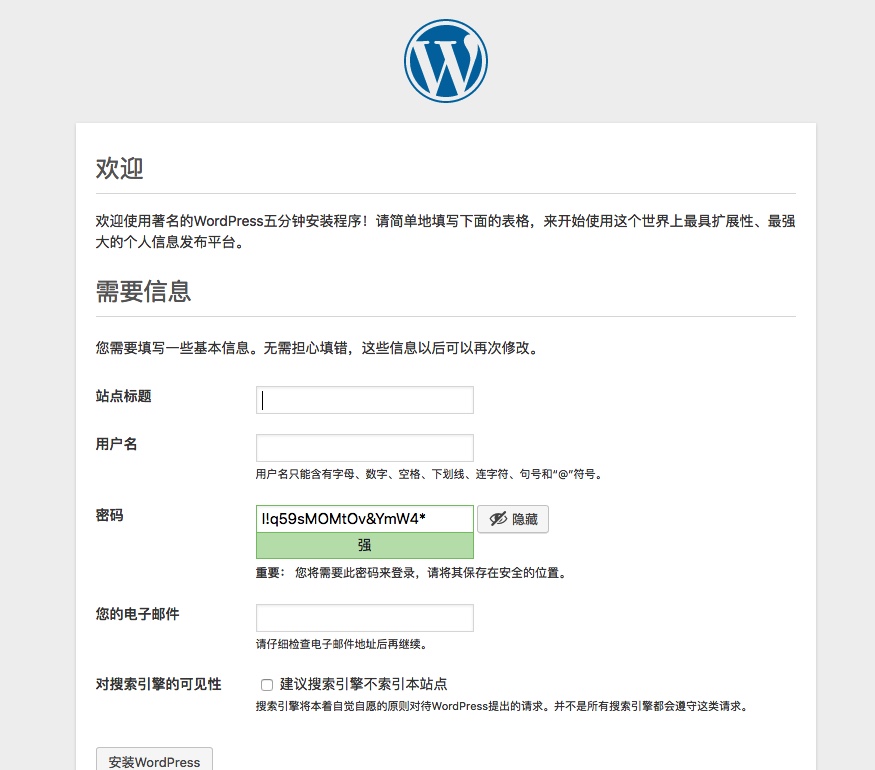 欢迎
欢迎使用著名的WordPress五分钟安装程序！请简单地填写下面的表格，来开始使用这个世界上最具扩展性、最强
大的个人信息发布平台。
需要信息
您需要填写一些基本信息。无需担心填错，这些信息以后可以再次修改。
站点标题
用户名
用户名只能含有字母、数字、空格、下划线、连字符、句号和“@”符号。
密码
l!q59sMOMtOv&YmW4*
隐藏
强
重要： 您将需要此密码来登录，请将其保存在安全的位置。
您的电子邮件
请仔细检查电子邮件地址后再继续。
对搜索引擎的可见性
建议搜索引擎不索引本站点
搜索引擎将本着自觉自愿的原则对待WordPress提出的请求。并不是所有搜索引擎都会遵守这类请求。
安装WordPress